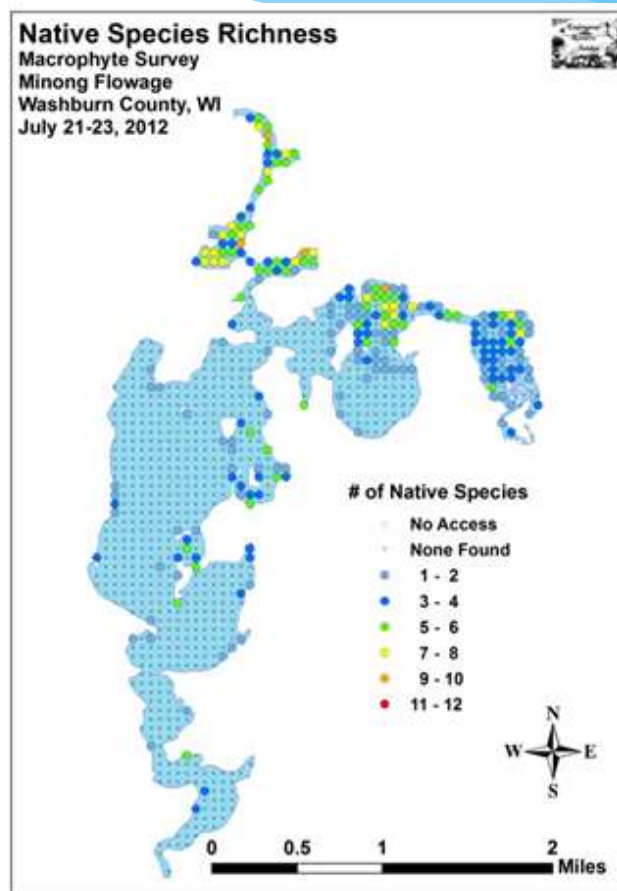 Native Species Richness
Macrophyte Survey
Minong Flowage
Washburn County, WI
July 21-23, 2012
# of Native Species
No Access
None Found
1 - 2
3 - 4
5 - 6
7 - 8
9 - 10
11 - 12
N
W E
S
0 0.5 1 2
Miles